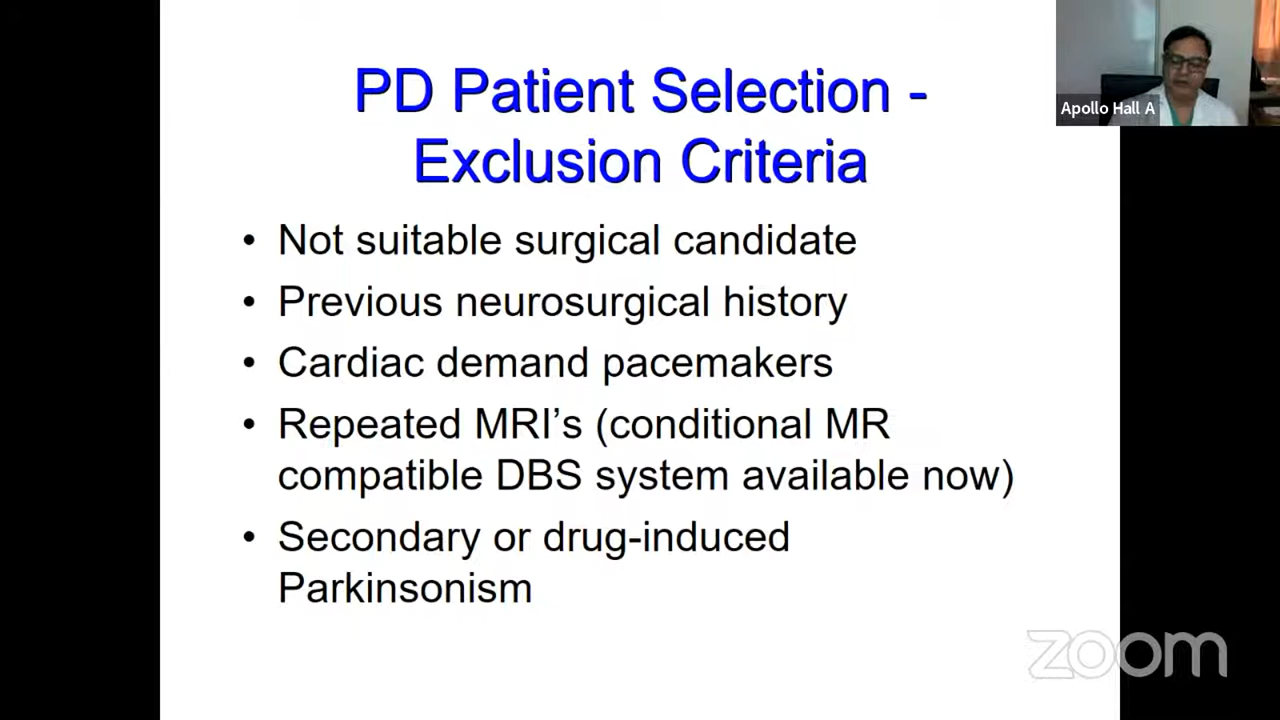 PD Patient Selection -
Exclusion Criteria
Apollo Hall A
• Not suitable surgical candidate
• Previous neurosurgical history
• Cardiac demand pacemakers
• Repeated MRI’s (conditional MR
compatible DBS system available now)
• Secondary or drug-induced
Parkinsonism
zoom